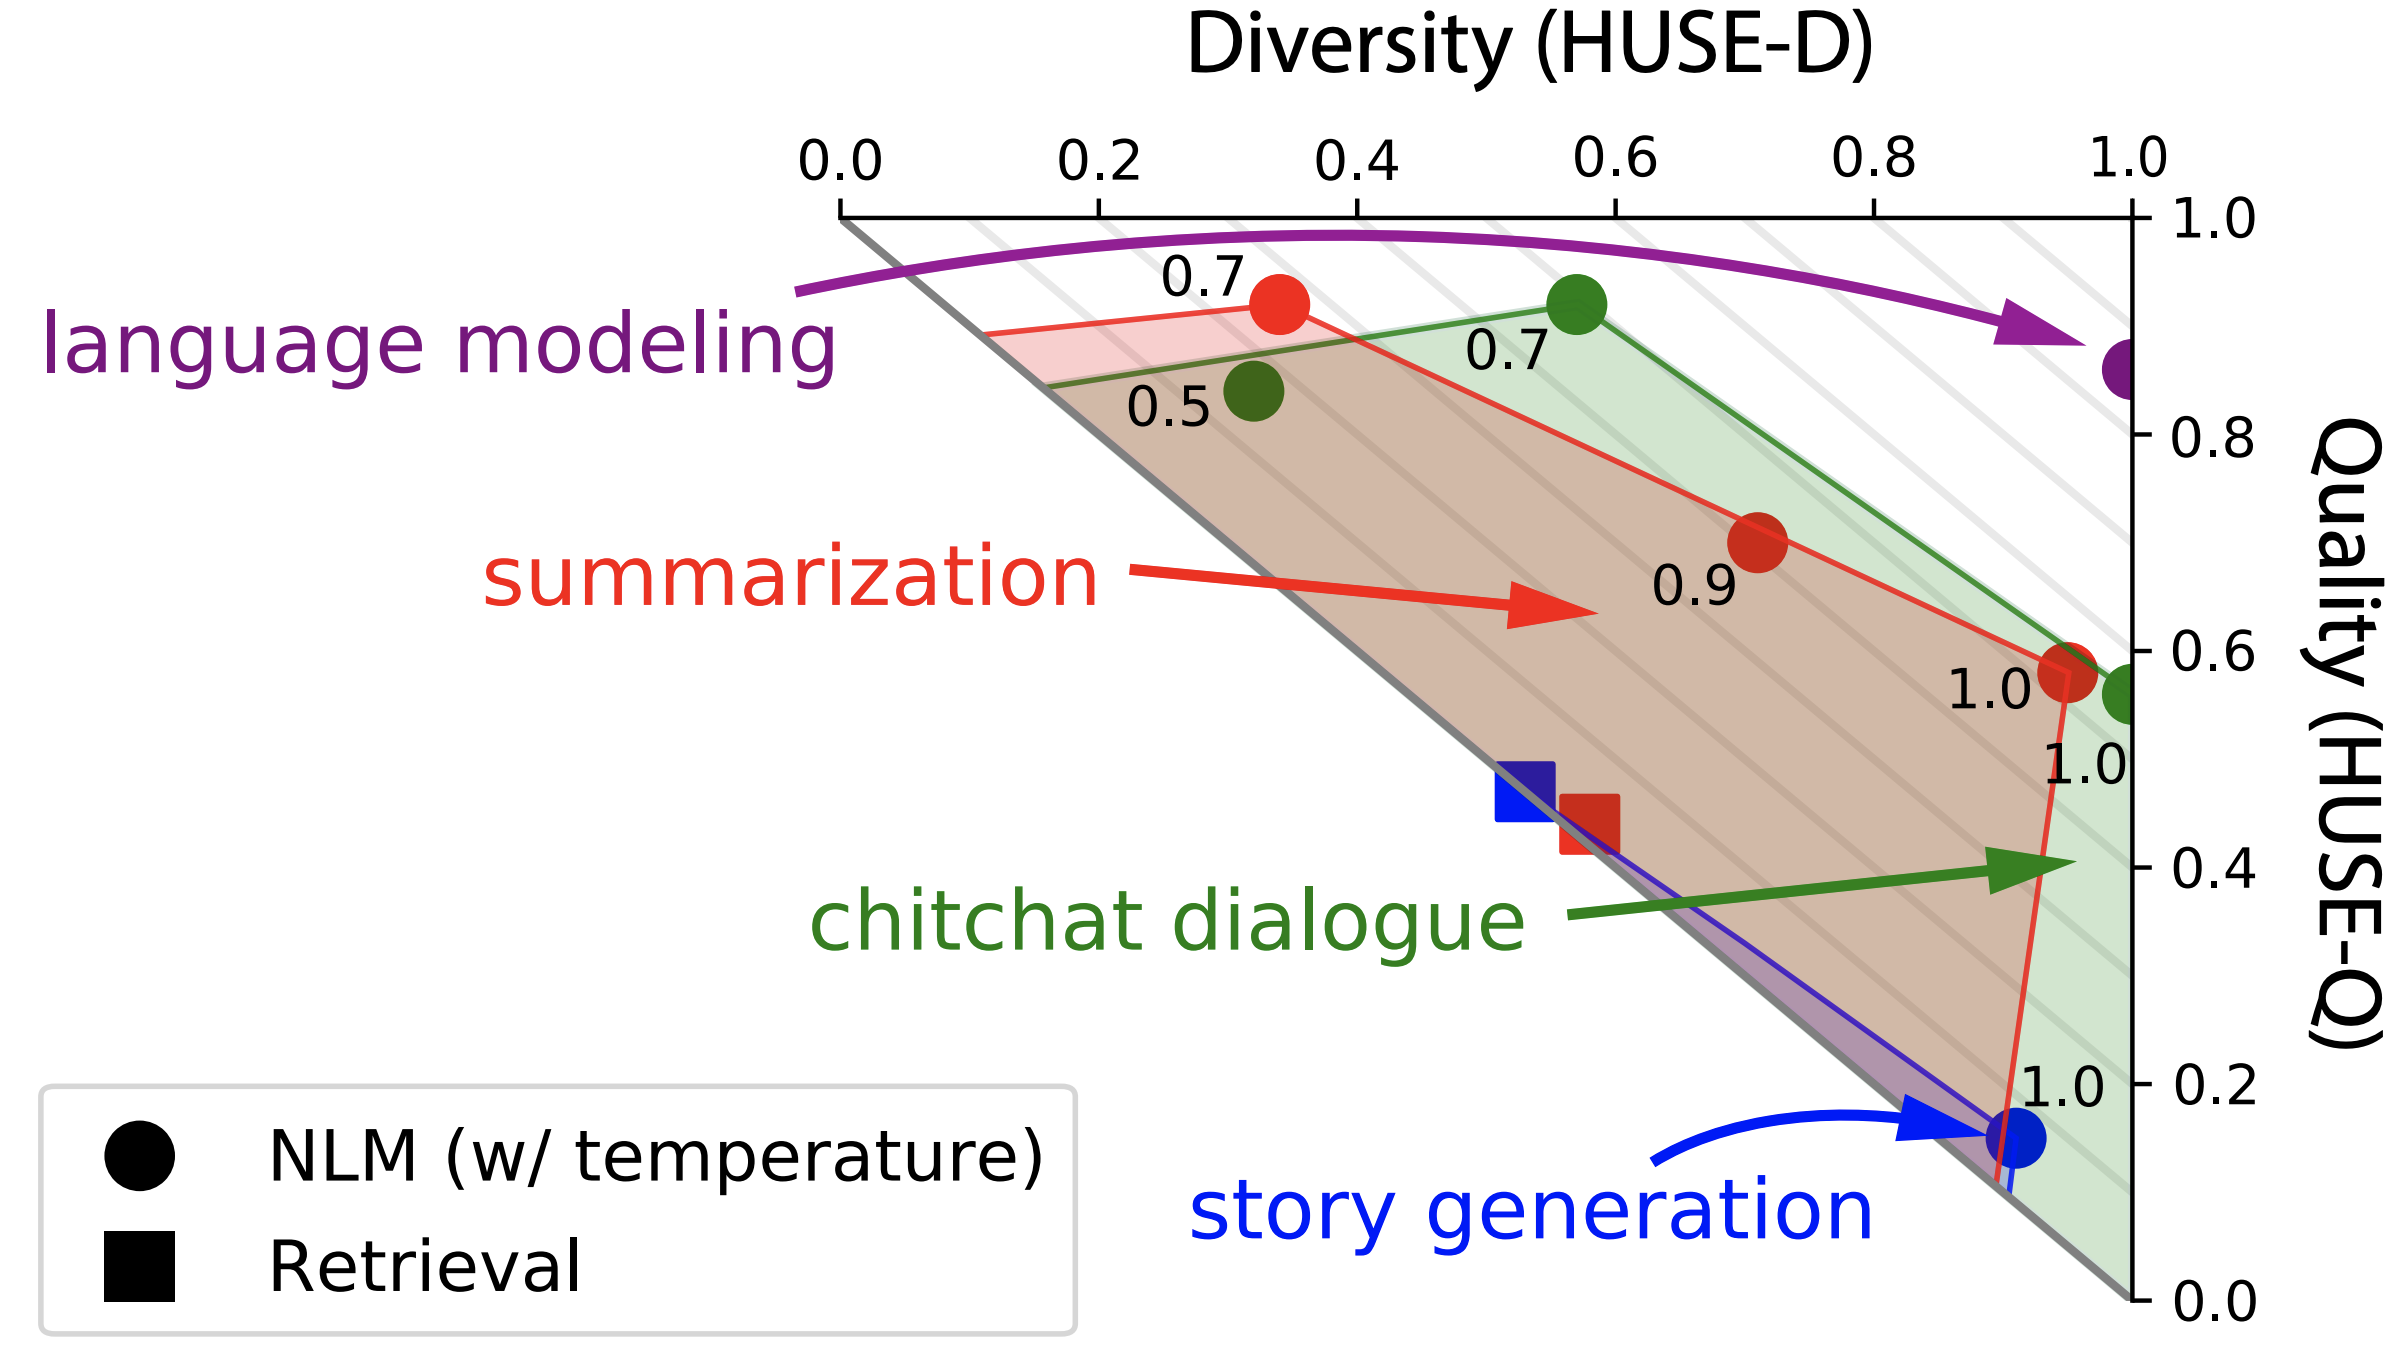 Diversity (HUSE-D)
0.0 0.2 0.4 0.6 0.8 1.0
1.0
0.7
language modeling
0.7
0.5
0.8
Quality (HUSE-Q)
summarization
0.9
0.6
1.0
1.0
0.4
chitchat dialogue
1.0
0.2
NLM (w/ temperature)
story generation
Retrieval
0.0